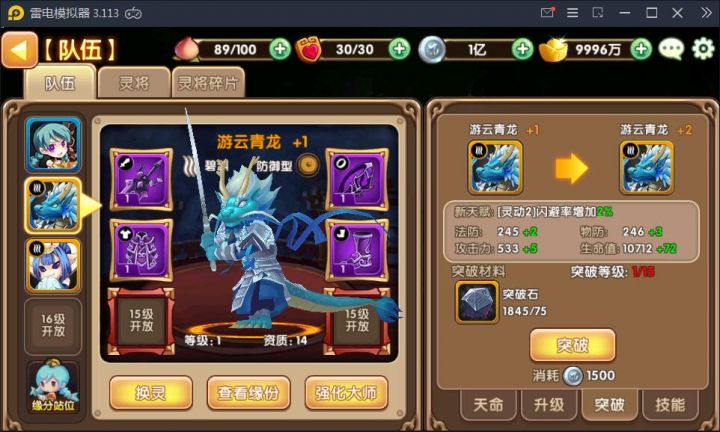 雷电模拟器 3.113
【队伍】
89/100
30/30
1亿
9996万
队伍
灵将
灵将碎片
游云青龙 +1
防御型
1
1
1
1
15级
开放
15级
开放
等级:1
资质:14
16级
开放
缘分站位
换灵
查看缘份
强化大师
游云青龙 +1
游云青龙 +2
新天赋: [灵动2]闪避率增加2%
法防: 245 +2
物防: 246 +3
攻击力: 533 +5
生命值: 10712 +72
突破材料
突破等级: 1/15
突破石
1845/75
突破
消耗 1500
天命
升级
突破
技能